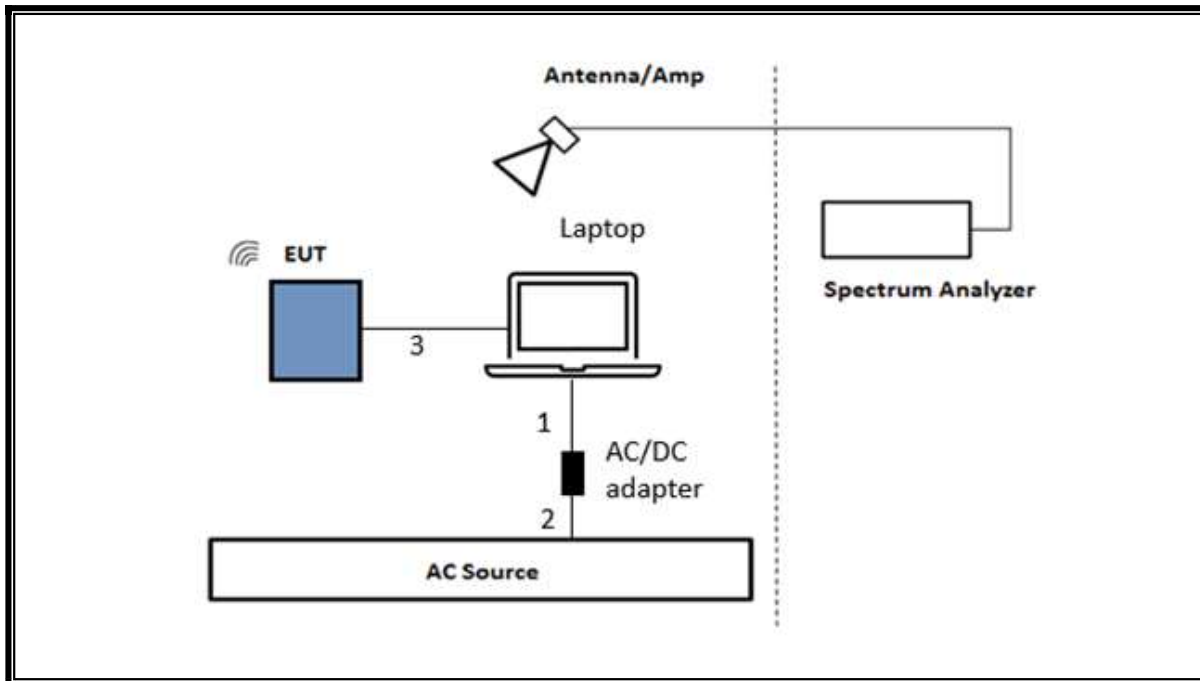 Antenna/Amp
Laptop
EUT
Spectrum Analyzer
3
1
AC/DC
adapter
2
AC Source